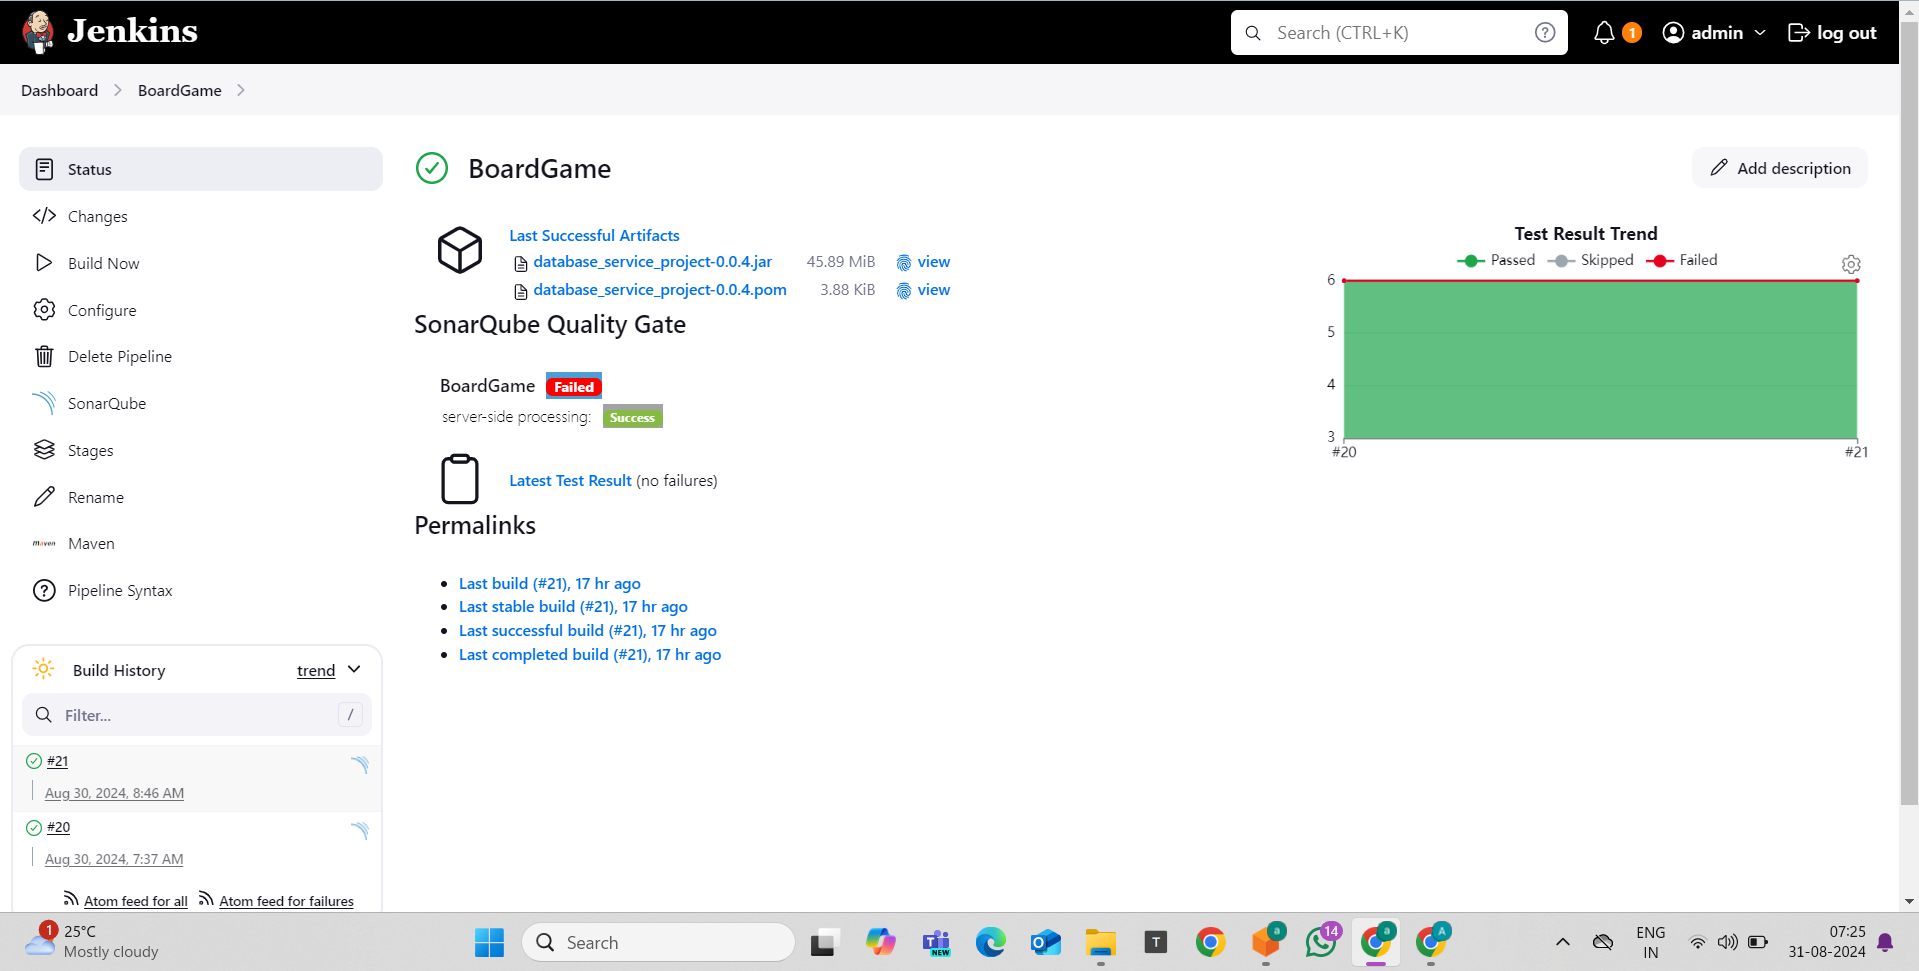 Jenkins
Search (CTRL+K)
?
1
admin
log out
Dashboard
BoardGame
Status
Changes
Build Now
Configure
Delete Pipeline
SonarQube
Stages
Rename
Maven
Maven
? Pipeline Syntax
BoardGame
Add description
Last Successful Artifacts
database_service_project-0.0.4.jar 45.89 MiB view
database_service_project-0.0.4.pom 3.88 KiB view
SonarQube Quality Gate
BoardGame Failed
server-side processing: Success
Latest Test Result (no failures)
Permalinks
Last build (#21), 17 hr ago
Last stable build (#21), 17 hr ago
Last successful build (#21), 17 hr ago
Last completed build (#21), 17 hr ago
Test Result Trend
Passed Skipped Failed
6
5
4
3
#20 #21
Build History trend
Filter... /
#21
Aug 30, 2024, 8:46 AM
#20
Aug 30, 2024, 7:37 AM
Atom feed for all Atom feed for failures
1
25°C
Mostly cloudy
Search
T
NEW
O
T
a
14
a
A
ENG
IN
07:25
31-08-2024